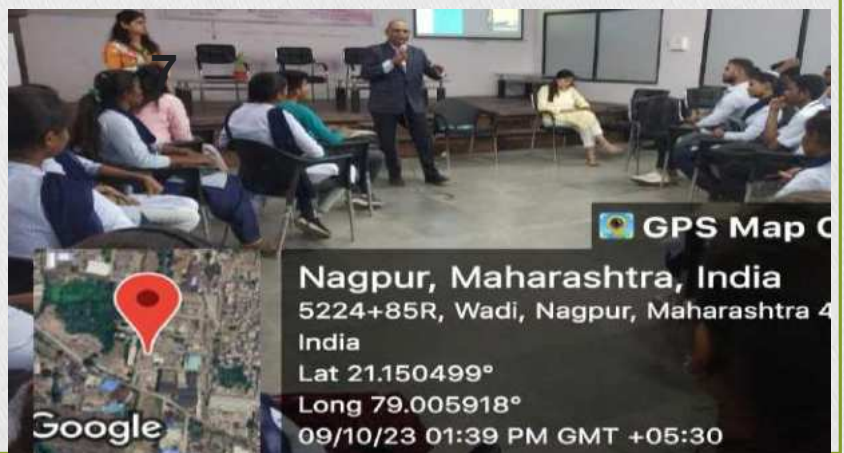 7
GPS Map C
Nagpur, Maharashtra, India
5224+85R, Wadi, Nagpur, Maharashtra 4
India
Lat 21.150499°
Long 79.005918°
09/10/23 01:39 PM GMT +05:30
Google